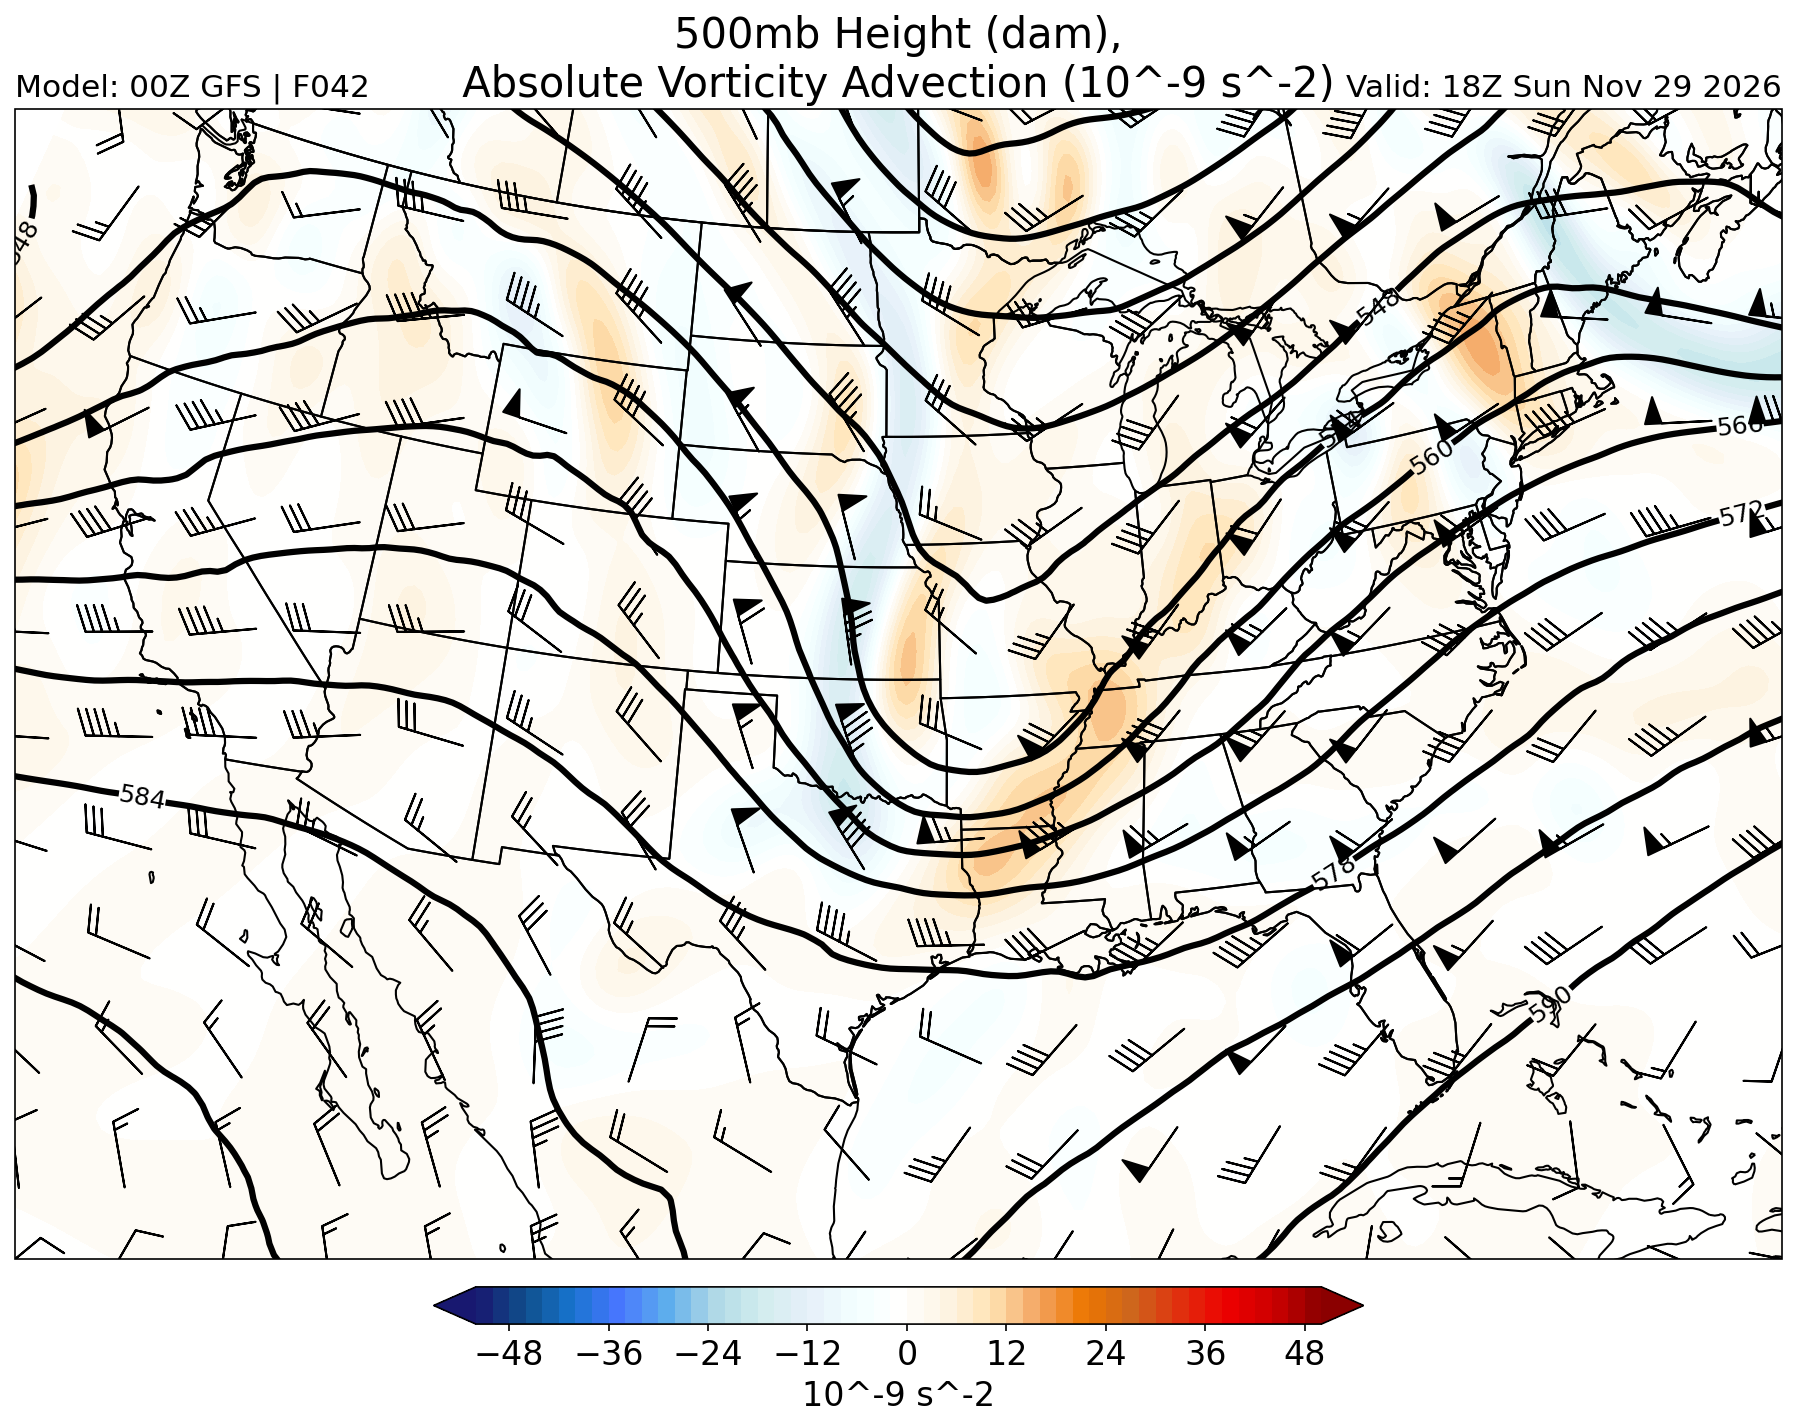 500mb Height (dam),
Absolute Vorticity Advection (10^-9 s^-2)
Model: 00Z GFS | F042
Valid: 18Z Sun Nov 29 2026
548
560
566
572
584
578
590
−48 −36 −24 −12 0 12 24 36 48
10^-9 s^-2